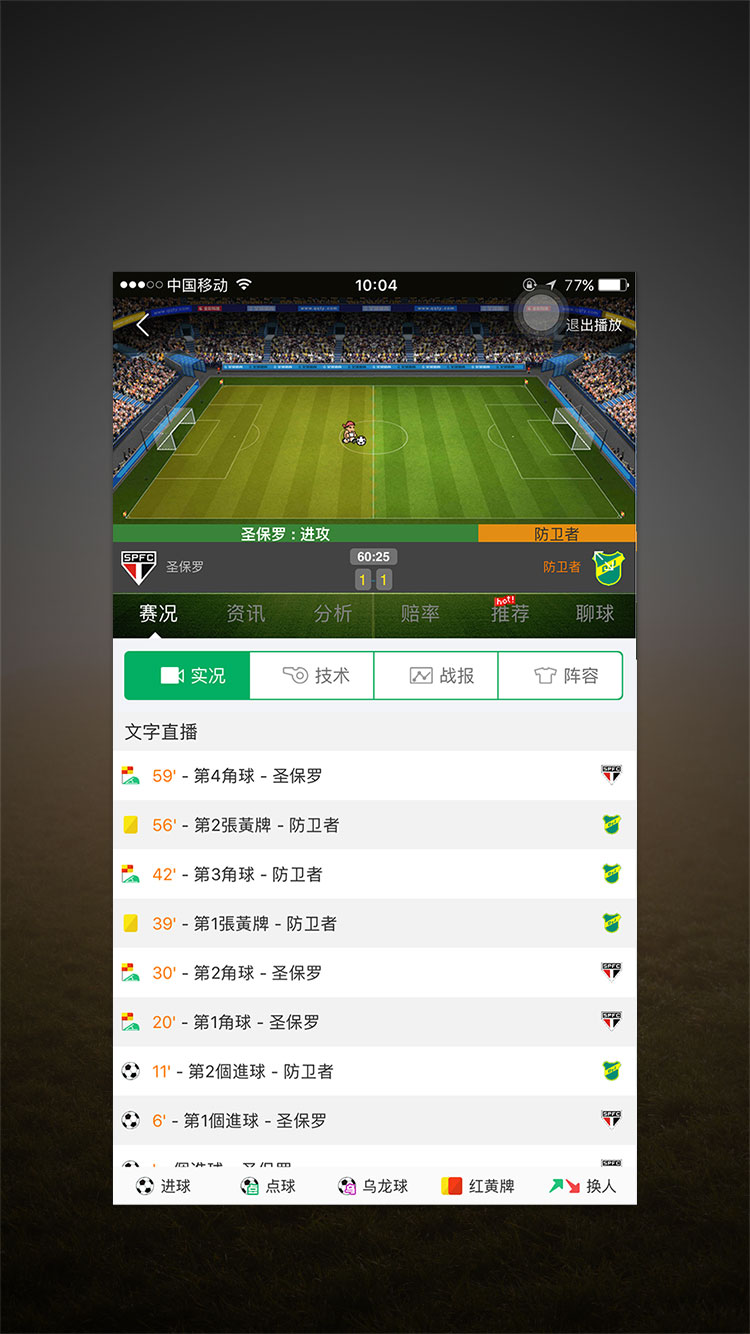 中国移动 10:04 77%
退出播放
圣保罗 : 进攻 防卫者
SPFC 圣保罗 60:25 防卫者
1 - 1
赛况 资讯 分析 赔率 hot! 推荐 聊球
实况 技术 战报 阵容
文字直播
59' - 第4角球 - 圣保罗
56' - 第2張黃牌 - 防卫者
42' - 第3角球 - 防卫者
39' - 第1張黃牌 - 防卫者
30' - 第2角球 - 圣保罗
20' - 第1角球 - 圣保罗
11' - 第2個進球 - 防卫者
6' - 第1個進球 - 圣保罗
进球 点球 乌龙球 红黄牌 换人